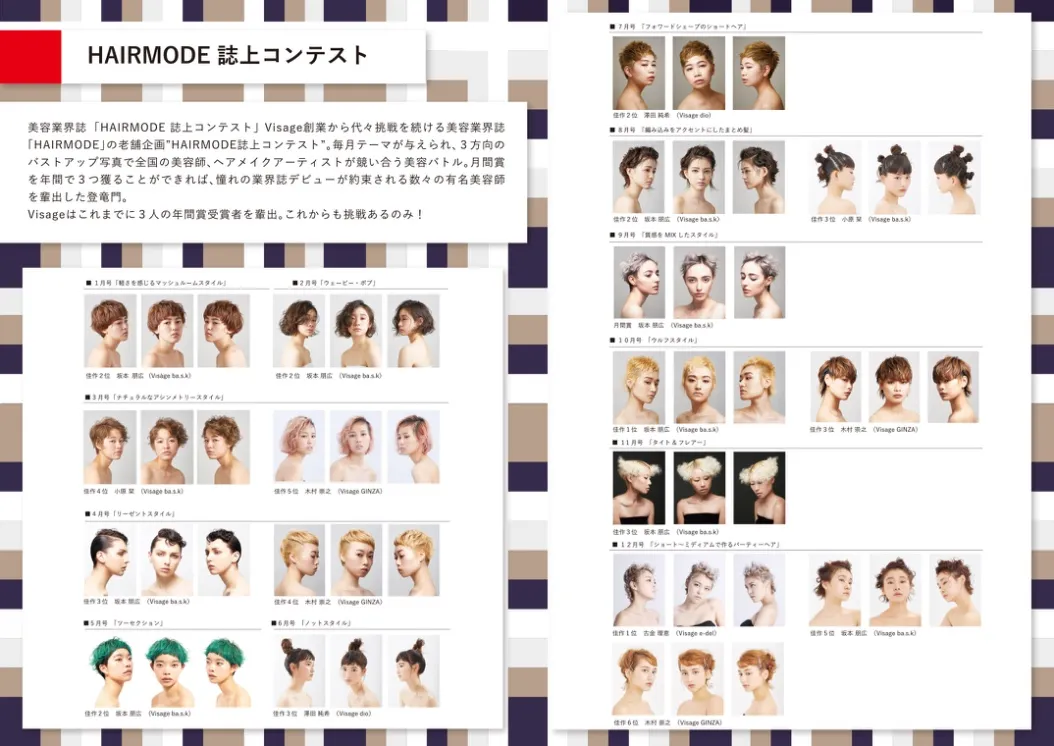 HAIRMODE 誌上コンテスト
美容業界誌「HAIRMODE 誌上コンテスト」Visage創業から代々挑戦を続ける美容業界誌
「HAIRMODE」の老舗企画"HAIRMODE誌上コンテスト"。毎月テーマが与えられ、３方向の
バストアップ写真で全国の美容師、ヘアメイクアーティストが競い合う美容バトル。月間賞
を年間で３つ獲ることができれば、憧れの業界誌デビューが約束される数々の有名美容師
を輩出した登竜門。
Visageはこれまでに３人の年間賞受賞者を輩出。これからも挑戦あるのみ！
■ １月号「軽さを感じるマッシュルームスタイル」
■２月号「ウェービー・ボブ」
佳作２位　坂本 朋広　（Visage ba.s.k）
佳作２位　坂本 朋広　（Visage ba.s.k）
■３月号「ナチュラルなアシンメトリースタイル」
佳作４位　小原 栞　（Visage ba.s.k）
佳作５位　木村 崇之　（Visage GINZA）
■４月号「リーゼントスタイル」
佳作３位　坂本 朋広　（Visage ba.s.k）
佳作４位　木村 崇之　（Visage GINZA）
■５月号　「ツーセクション」
■６月号　「ノットスタイル」
佳作２位　坂本 朋広　（Visage ba.s.k）
佳作３位　澤田 純希　（Visage dio）
■ ７月号　「フォワードシェープのショートヘア」
佳作２位　澤田 純希　（Visage dio）
■ ８月号　「編み込みをアクセントにしたまとめ髪」
佳作２位　坂本 朋広　（Visage ba.s.k）
佳作３位　小原 栞　（Visage ba.s.k）
■ ９月号　「質感を MIX したスタイル」
月間賞　坂本 朋広　（Visage ba.s.k）
■ １０月号　「ウルフスタイル」
佳作１位　坂本 朋広　（Visage ba.s.k）
佳作３位　木村 崇之　（Visage GINZA）
■ １１月号　「タイト＆フレアー」
佳作３位　坂本 朋広　（Visage ba.s.k）
■ １２月号　「ショート〜ミディアムで作るパーティーヘア」
佳作１位　古金 瑠恵　（Visage e-del）
佳作５位　坂本 朋広　（Visage ba.s.k）
佳作６位　木村 崇之　（Visage GINZA）